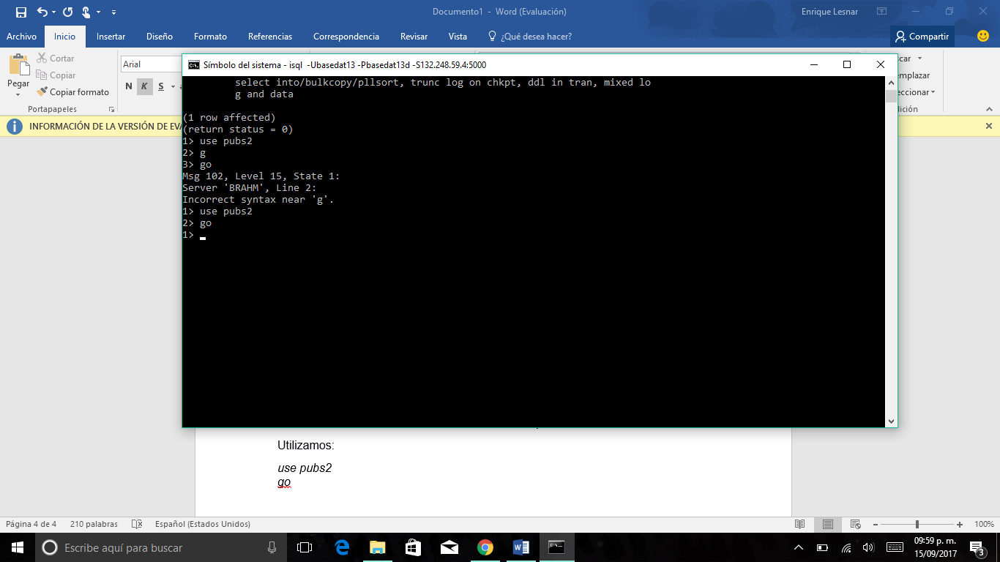 Documento1 - Word (Evaluación)
Enrique Lesnar
Archivo
Inicio
Insertar
Diseño
Formato
Referencias
Correspondencia
Revisar
Vista
¿Qué desea hacer?
Compartir
Pegar
Cortar
Copiar
Copiar formato
Portapapeles
Arial
N K S
INFORMACIÓN DE LA VERSIÓN DE
Símbolo del sistema - isql -Ubasedat13 -Pbasedat13d -S132.248.59.4:5000
select into/bulkcopy/pllsort, trunc log on chkpt, ddl in tran, mixed lo
g and data
(1 row affected)
(return status = 0)
1> use pubs2
2> g
3> go
Msg 102, Level 15, State 1:
Server 'BRAHM', Line 2:
Incorrect syntax near 'g'.
1> use pubs2
2> go
1>
Utilizamos:
use pubs2
go
Página 4 de 4
210 palabras
Español (Estados Unidos)
100%
Escribe aquí para buscar
09:59 p. m.
15/09/2017
3